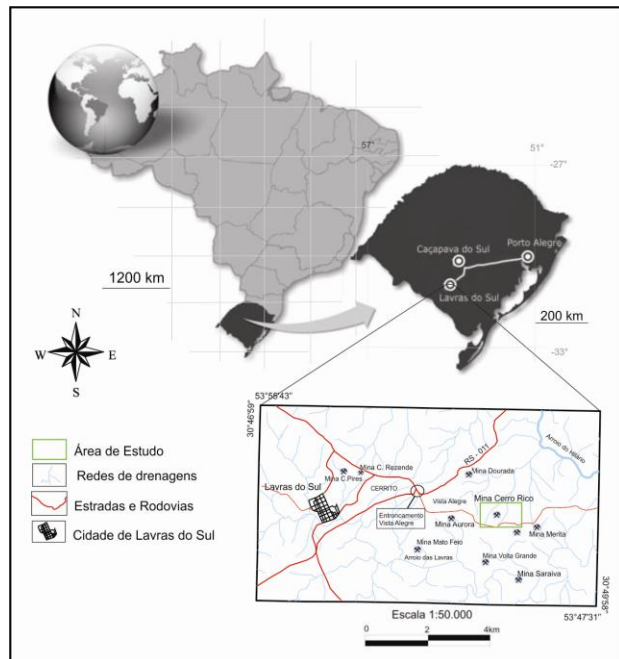 57°
51°
-27°
Caçapava do Sul
Porto Alegre
Lavras do Sul
1200 km
200 km
-33°
N
W
E
S
53°56'43"
30°46'59"
Área de Estudo
Redes de drenagens
Estradas e Rodovias
Cidade de Lavras do Sul
RS - 011
Arroio do Hilário
Mina C. Rezende
Mina C.Pires
Mina Dourada
CERRITO
Lavras do Sul
Vista Alegre
Mina Cerro Rico
Entroncamento
Vista Alegre
Mina Aurora
Mina Merita
Mina Mato Feio
Arroio das Lavras
Mina Volta Grande
Mina Saraiva
30°49'58"
53°47'31"
Escala 1:50.000
0
2
4km